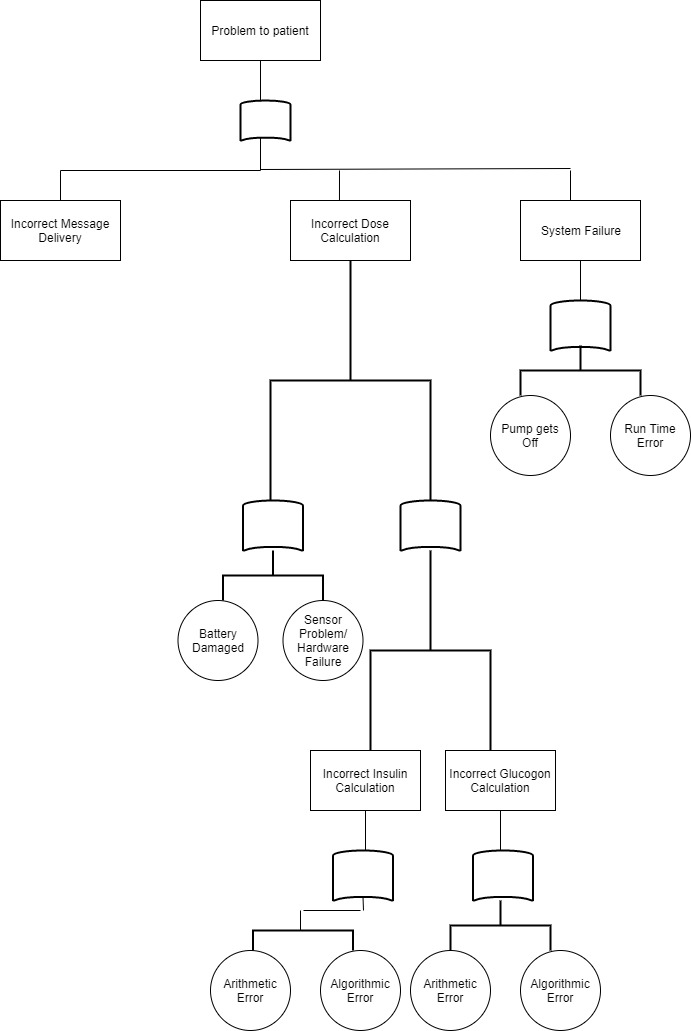 Problem to patient
Incorrect Message
Delivery
Incorrect Dose
Calculation
System Failure
Pump gets
Off
Run Time
Error
Battery
Damaged
Sensor
Problem/
Hardware
Failure
Incorrect Insulin
Calculation
Incorrect Glucogon
Calculation
Arithmetic
Error
Algorithmic
Error
Arithmetic
Error
Algorithmic
Error